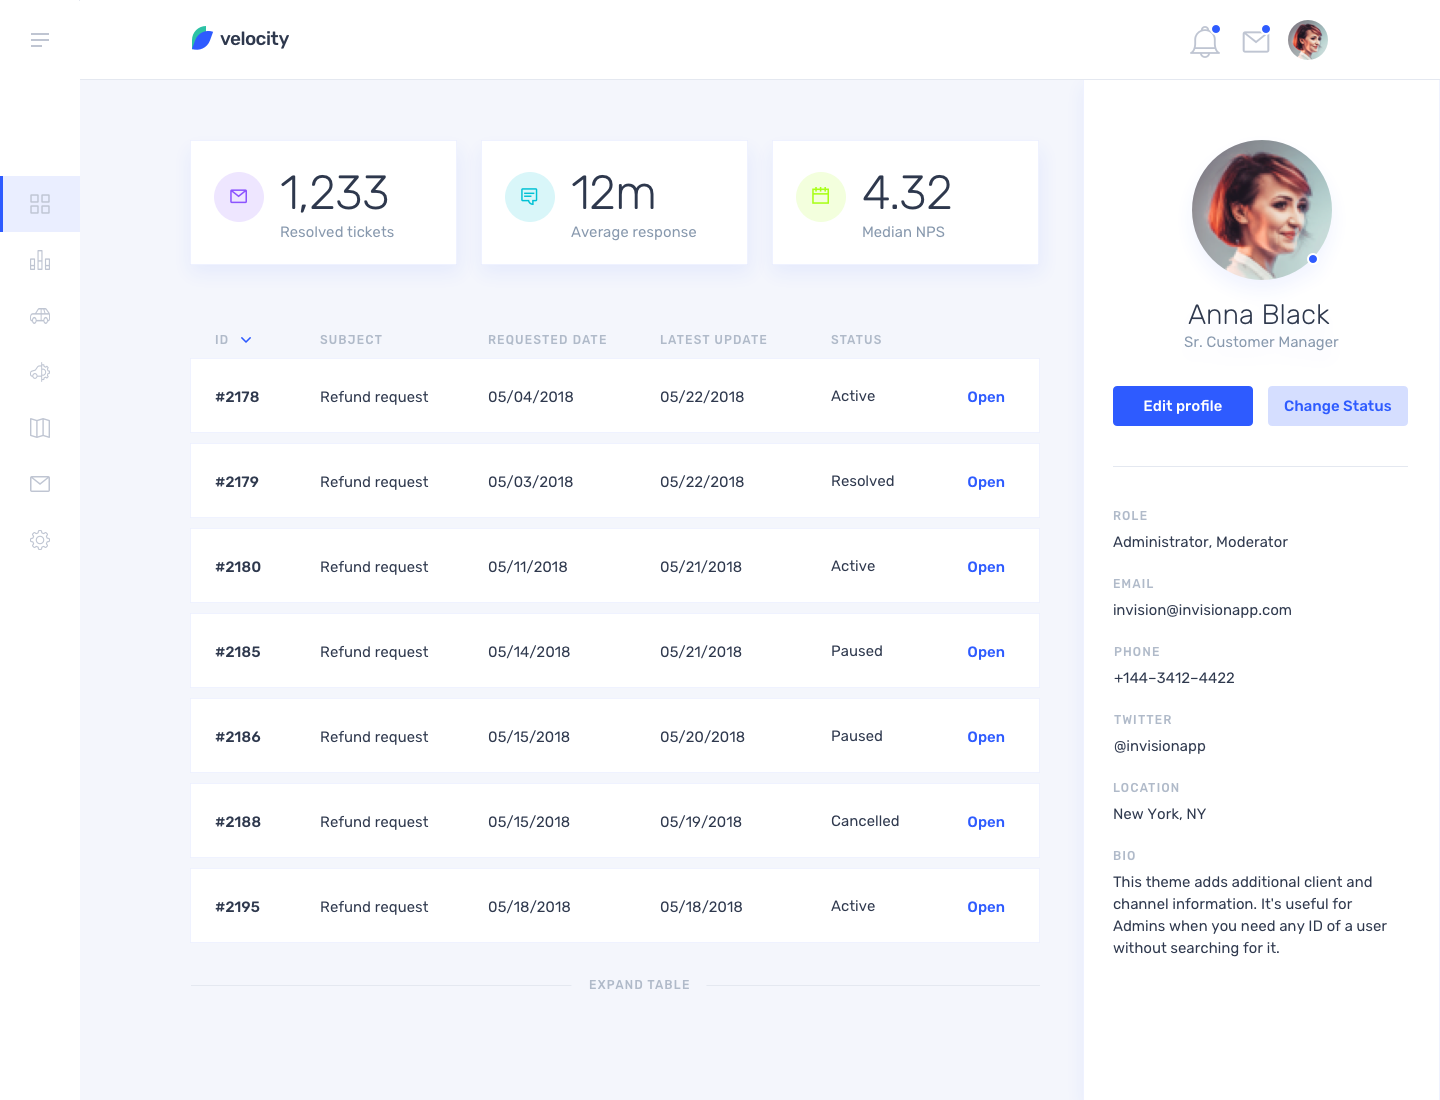 velocity
1,233
Resolved tickets
12m
Average response
4.32
Median NPS
ID SUBJECT REQUESTED DATE LATEST UPDATE STATUS
#2178 Refund request 05/04/2018 05/22/2018 Active Open
#2179 Refund request 05/03/2018 05/22/2018 Resolved Open
#2180 Refund request 05/11/2018 05/21/2018 Active Open
#2185 Refund request 05/14/2018 05/21/2018 Paused Open
#2186 Refund request 05/15/2018 05/20/2018 Paused Open
#2188 Refund request 05/15/2018 05/19/2018 Cancelled Open
#2195 Refund request 05/18/2018 05/18/2018 Active Open
EXPAND TABLE
Anna Black
Sr. Customer Manager
Edit profile Change Status
ROLE
Administrator, Moderator
EMAIL
invision@invisionapp.com
PHONE
+144–3412–4422
TWITTER
@invisionapp
LOCATION
New York, NY
BIO
This theme adds additional client and
channel information. It's useful for
Admins when you need any ID of a user
without searching for it.